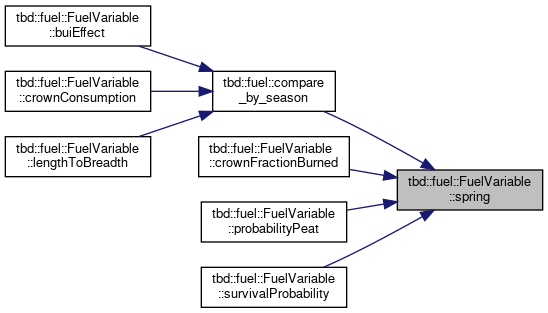 tbd::fuel::FuelVariable
::buiEffect
tbd::fuel::FuelVariable
::crownConsumption
tbd::fuel::FuelVariable
::lengthToBreadth
tbd::fuel::compare
_by_season
tbd::fuel::FuelVariable
::crownFractionBurned
tbd::fuel::FuelVariable
::probabilityPeat
tbd::fuel::FuelVariable
::survivalProbability
tbd::fuel::FuelVariable
::spring